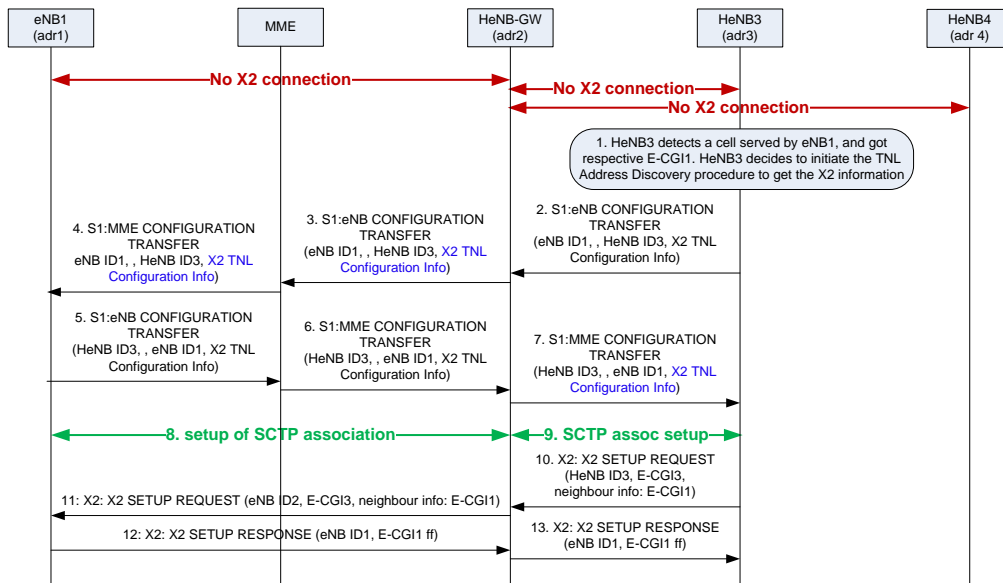 eNB1
(adr1)
MME
HeNB-GW
(adr2)
HeNB3
(adr3)
HeNB4
(adr 4)
No X2 connection
No X2 connection
No X2 connection
1. HeNB3 detects a cell served by eNB1, and got
respective E-CGI1. HeNB3 decides to initiate the TNL
Address Discovery procedure to get the X2 information
2. S1:eNB CONFIGURATION
TRANSFER
(eNB ID1, , HeNB ID3, X2 TNL
Configuration Info)
3. S1:eNB CONFIGURATION
TRANSFER
(eNB ID1, , HeNB ID3, X2 TNL
Configuration Info)
4. S1:MME CONFIGURATION
TRANSFER
eNB ID1, , HeNB ID3, X2 TNL
Configuration Info)
5. S1:eNB CONFIGURATION
TRANSFER
(HeNB ID3, , eNB ID1, X2 TNL
Configuration Info)
6. S1:MME CONFIGURATION
TRANSFER
(HeNB ID3, , eNB ID1, X2 TNL
Configuration Info)
7. S1:MME CONFIGURATION
TRANSFER
(HeNB ID3, , eNB ID1, X2 TNL
Configuration Info)
8. setup of SCTP association
9. SCTP assoc setup
10. X2: X2 SETUP REQUEST
(HeNB ID3, E-CGI3,
neighbour info: E-CGI1)
11: X2: X2 SETUP REQUEST (eNB ID2, E-CGI3, neighbour info: E-CGI1)
12: X2: X2 SETUP RESPONSE (eNB ID1, E-CGI1 ff)
13. X2: X2 SETUP RESPONSE
(eNB ID1, E-CGI1 ff)